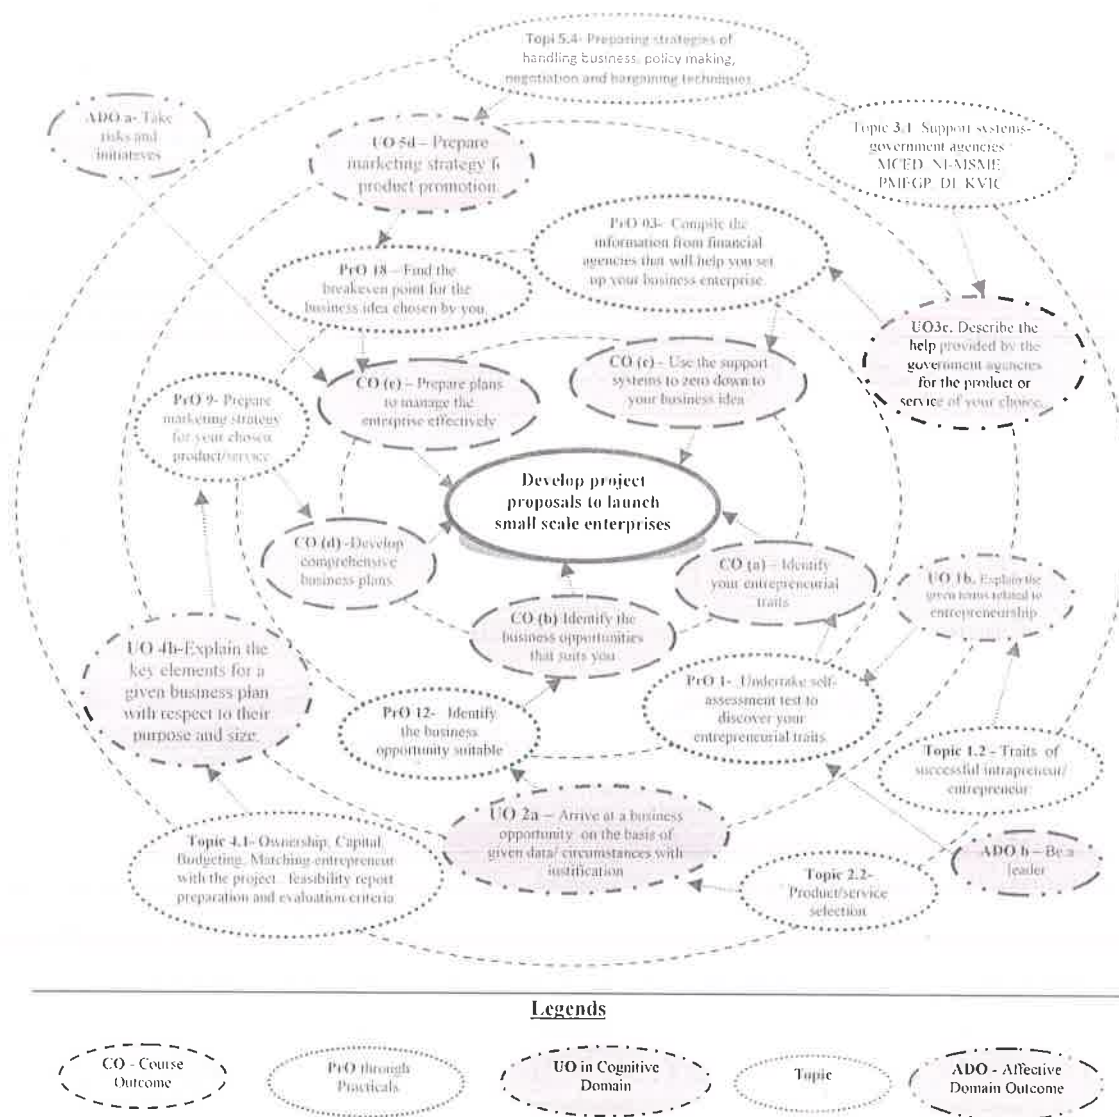 Topi 5.4- Preparing strategies of
handling business, policy making,
negotiation and bargaining techniques
ADO a- Take
risks and
initiatives
UO 5d – Prepare
marketing strategy f
product promotion
Topic 3.1 Support systems-
government agencies
MCED, NI-MSME
PMEGP, DI, KVIC
PrO 03- Compile the
information from financial
agencies that will help you set
up your business enterprise.
PrO 18 – Find the
breakeven point for the
business idea chosen by you.
UO3c. Describe the
help provided by the
government agencies
for the product or
service of your choice.
CO (e) – Prepare plans
to manage the
enterprise effectively
CO (c) - Use the support
systems to zero down to
your business idea
PrO 9- Prepare
marketing strategy
for your chosen
product/service
Develop project
proposals to launch
small scale enterprises
CO (d) -Develop
comprehensive
business plans
CO (a) – Identify
your entrepreneurial
traits
UO 1b. Explain the
given terms related to
entrepreneurship
CO (b) Identify the
business opportunities
that suits you
UO 4b-Explain the
key elements for a
given business plan
with respect to their
purpose and size.
PrO 1- Undertake self-
assessment test to
discover your
entrepreneurial traits
PrO 12- Identify
the business
opportunity suitable
Topic 1.2 – Traits of
successful intrapreneur/
entrepreneur
UO 2a – Arrive at a business
opportunity on the basis of
given data/ circumstances with
justification
Topic 4.1- Ownership, Capital,
Budgeting, Matching entrepreneur
with the project, feasibility report
preparation and evaluation criteria
ADO b – Be a
leader
Topic 2.2-
Product/service
selection
Legends
CO - Course
Outcome
PrO through
Practicals
UO in Cognitive
Domain
Topic
ADO - Affective
Domain Outcome